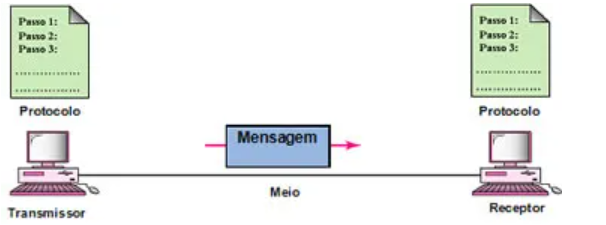 Passo 1:
Passo 2:
Passo 3:
................
................
Protocolo
Passo 1:
Passo 2:
Passo 3:
................
................
Protocolo
Mensagem
Meio
Transmissor
Receptor